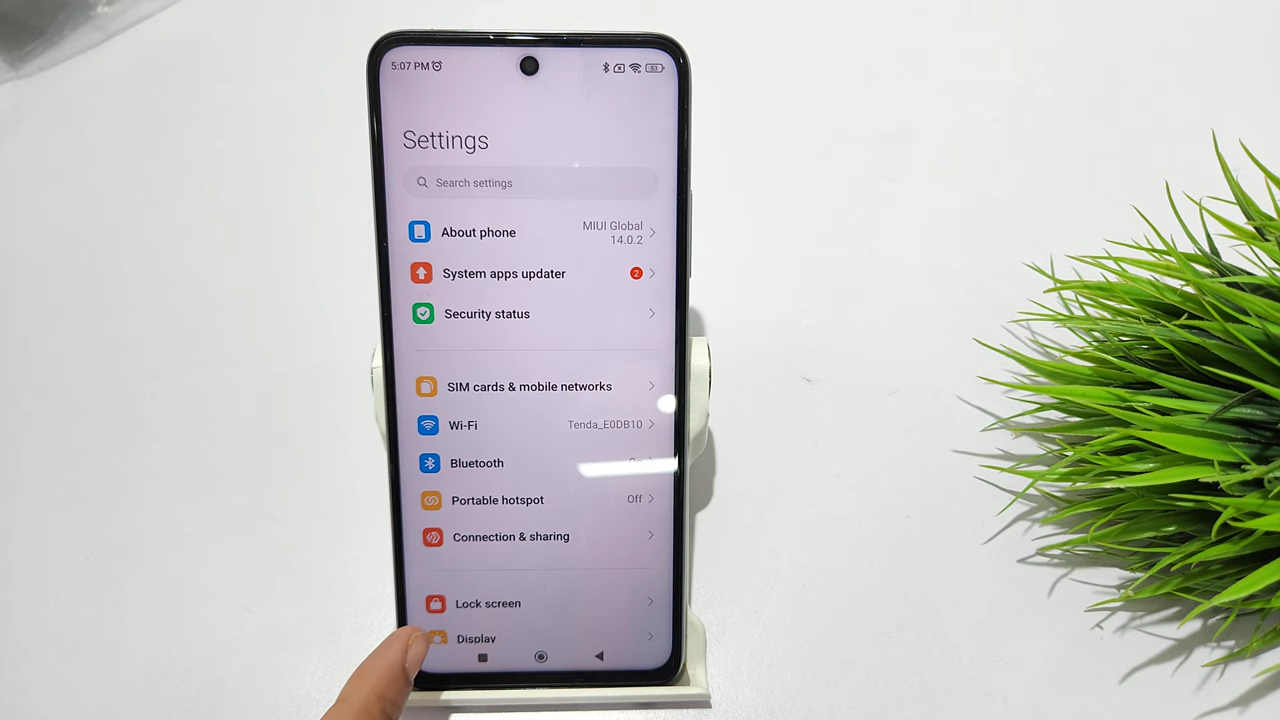 5:07 PM
53
Settings
Search settings
About phone
MIUI Global
14.0.2
System apps updater
2
Security status
SIM cards & mobile networks
Wi-Fi
Tenda_E0DB10
Bluetooth
Portable hotspot
Off
Connection & sharing
Lock screen
Display